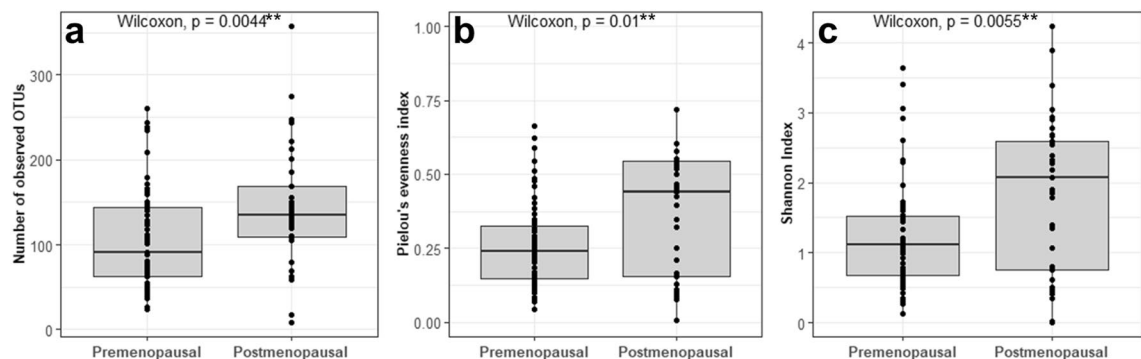 a
Wilcoxon, p = 0.0044**
Number of observed OTUs
300
200
100
0
Premenopausal
Postmenopausal
b
Wilcoxon, p = 0.01**
Pielou's evenness index
1.00
0.75
0.50
0.25
0.00
Premenopausal
Postmenopausal
c
Wilcoxon, p = 0.0055**
Shannon Index
4
3
2
1
0
Premenopausal
Postmenopausal